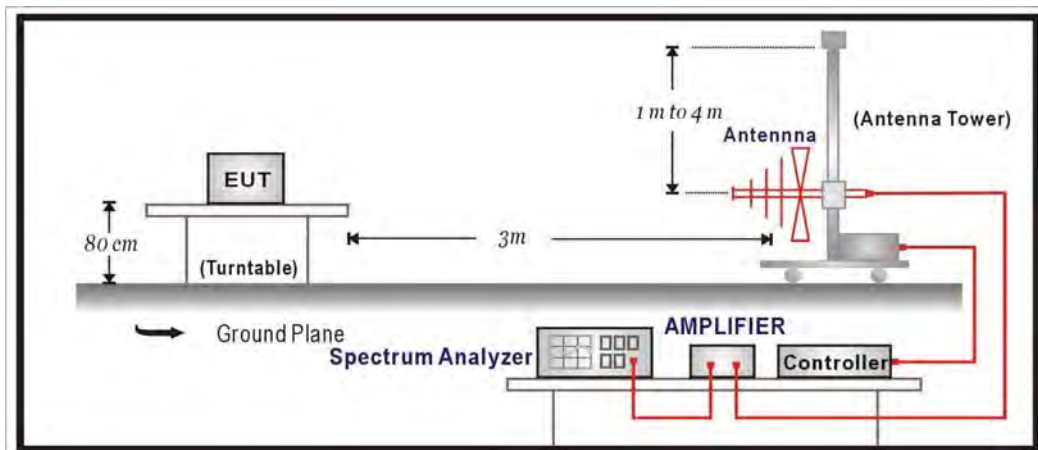 1 m to 4 m
(Antenna Tower)
Antennna
EUT
80 cm
3m
(Turntable)
Ground Plane
AMPLIFIER
Spectrum Analyzer
Controller